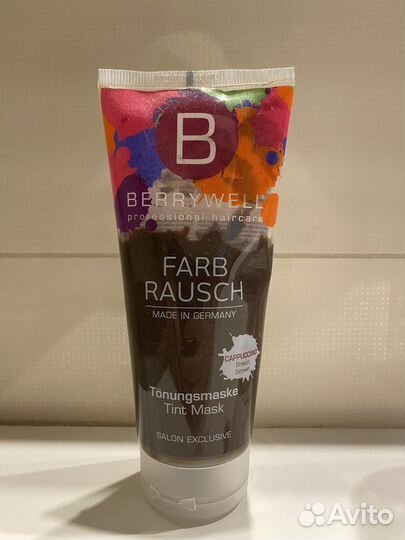 B
BERRYWELL
professional haircare
FARB
RAUSCH
MADE IN GERMANY
CAPPUCCINO
Braun
Brown
Tönungsmaske
Tint Mask
SALON EXCLUSIVE
Avito